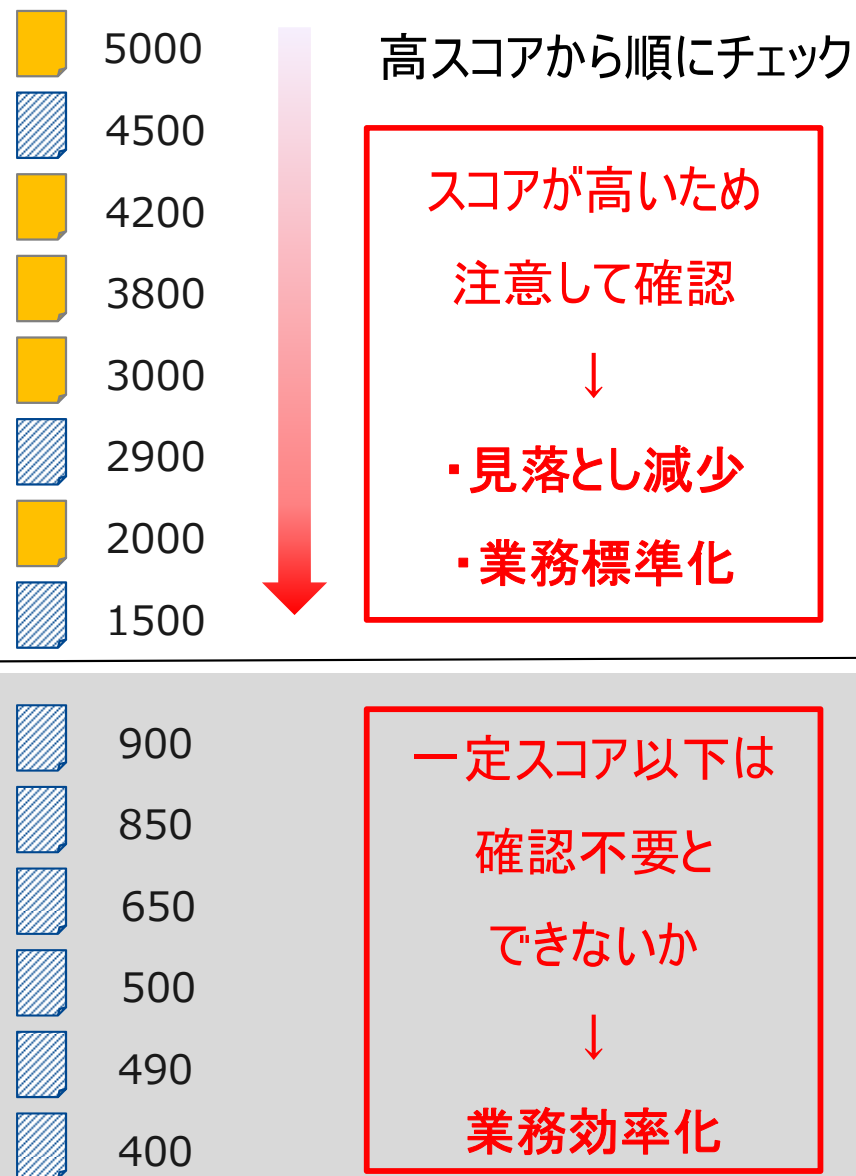 高スコアから順にチェック
5000
4500
4200
3800
3000
2900
2000
1500
スコアが高いため
注意して確認
↓
・見落とし減少
・業務標準化
900
850
650
500
490
400
一定スコア以下は
確認不要と
できないか
↓
業務効率化